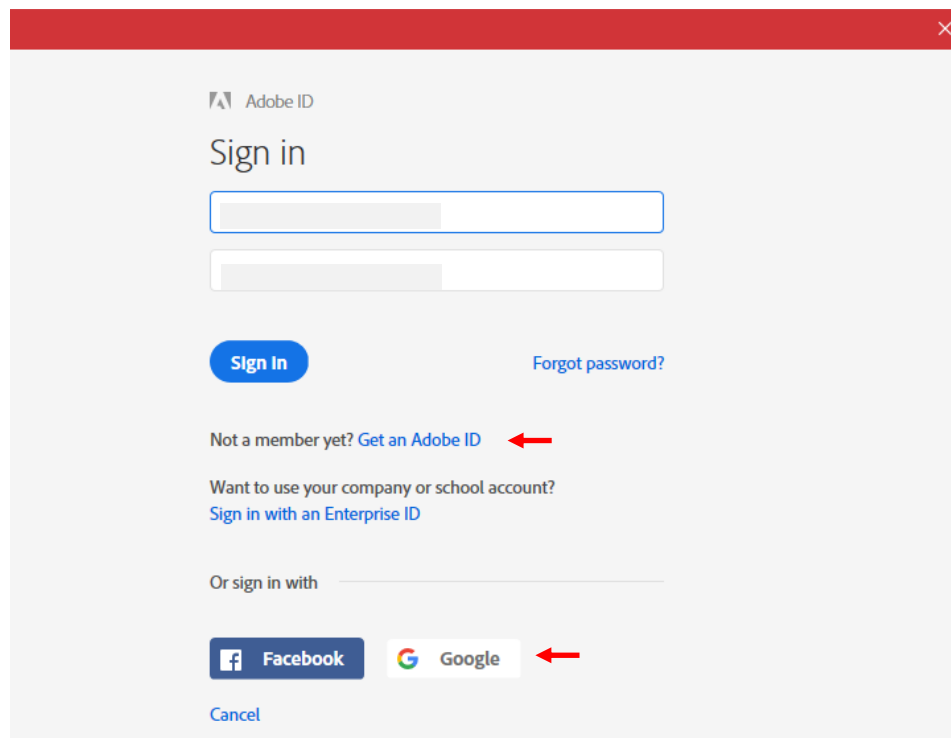 Adobe ID
Sign in
Sign In
Forgot password?
Not a member yet? Get an Adobe ID
Want to use your company or school account?
Sign in with an Enterprise ID
Or sign in with
Facebook
Google
Cancel